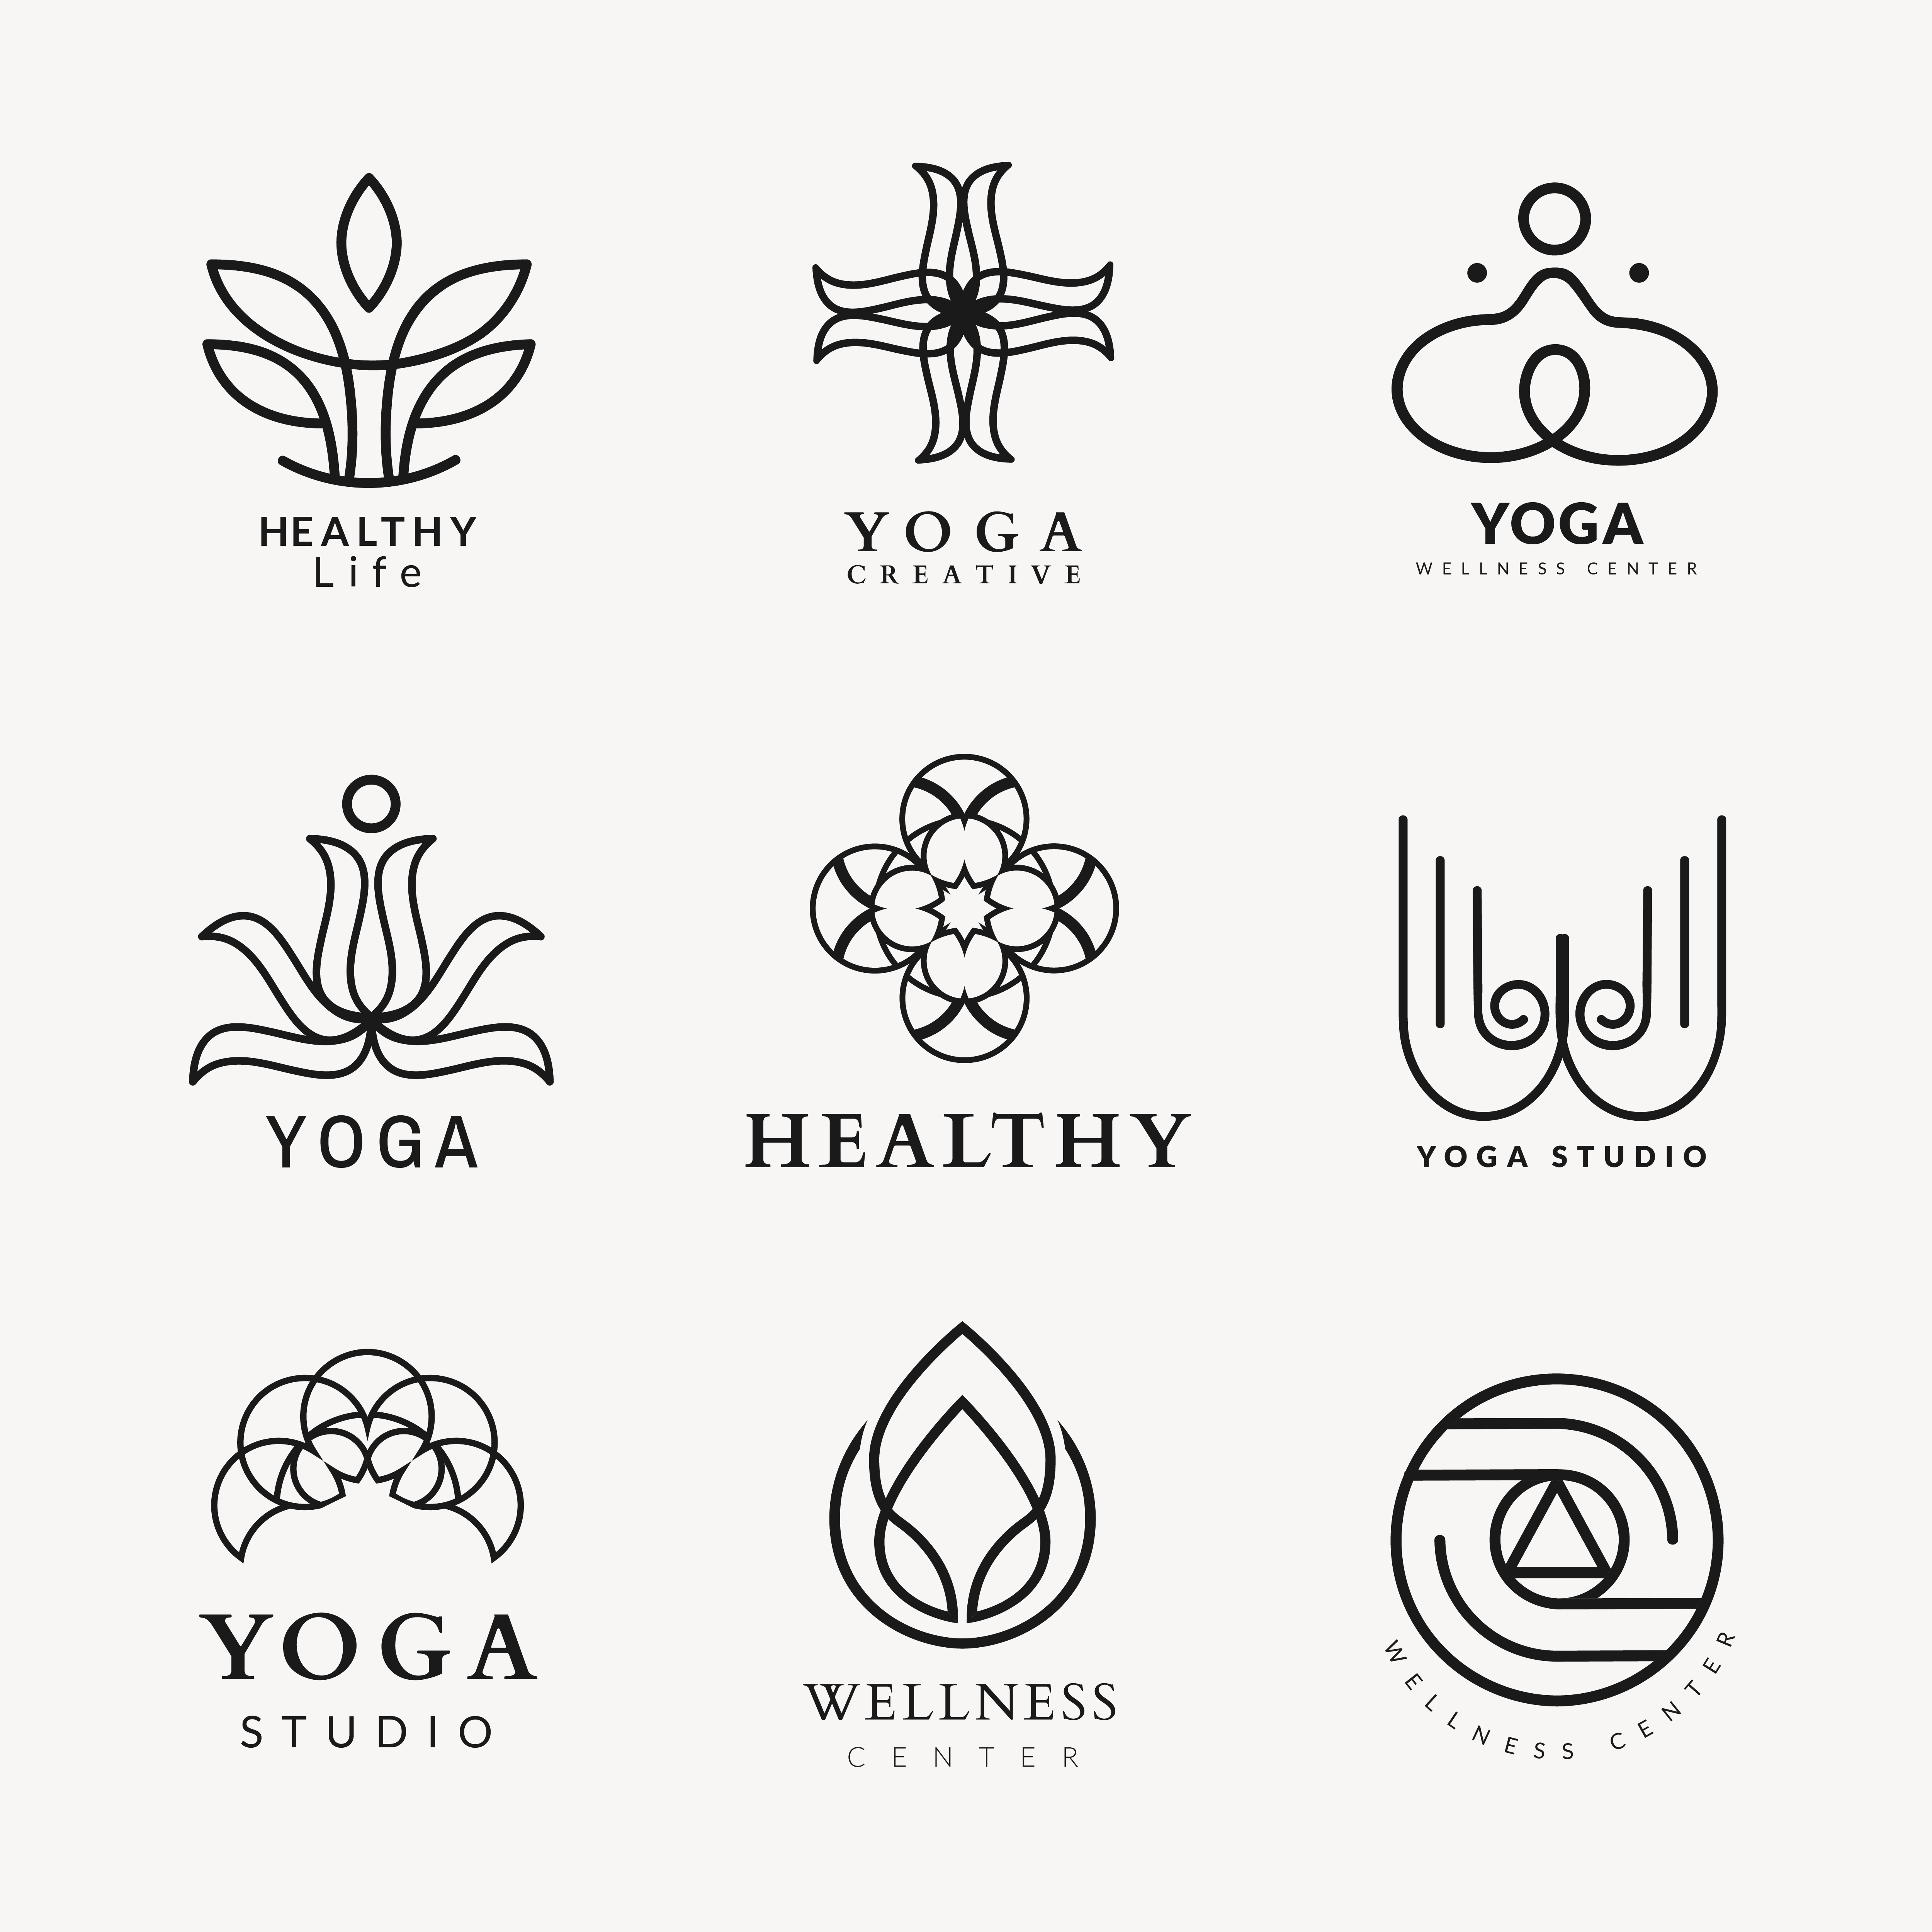 HEALTHY
Life
YOGA
CREATIVE
YOGA
WELLNESS CENTER
YOGA
HEALTHY
YOGA STUDIO
YOGA
STUDIO
WELLNESS
CENTER
WELLNESS CENTER